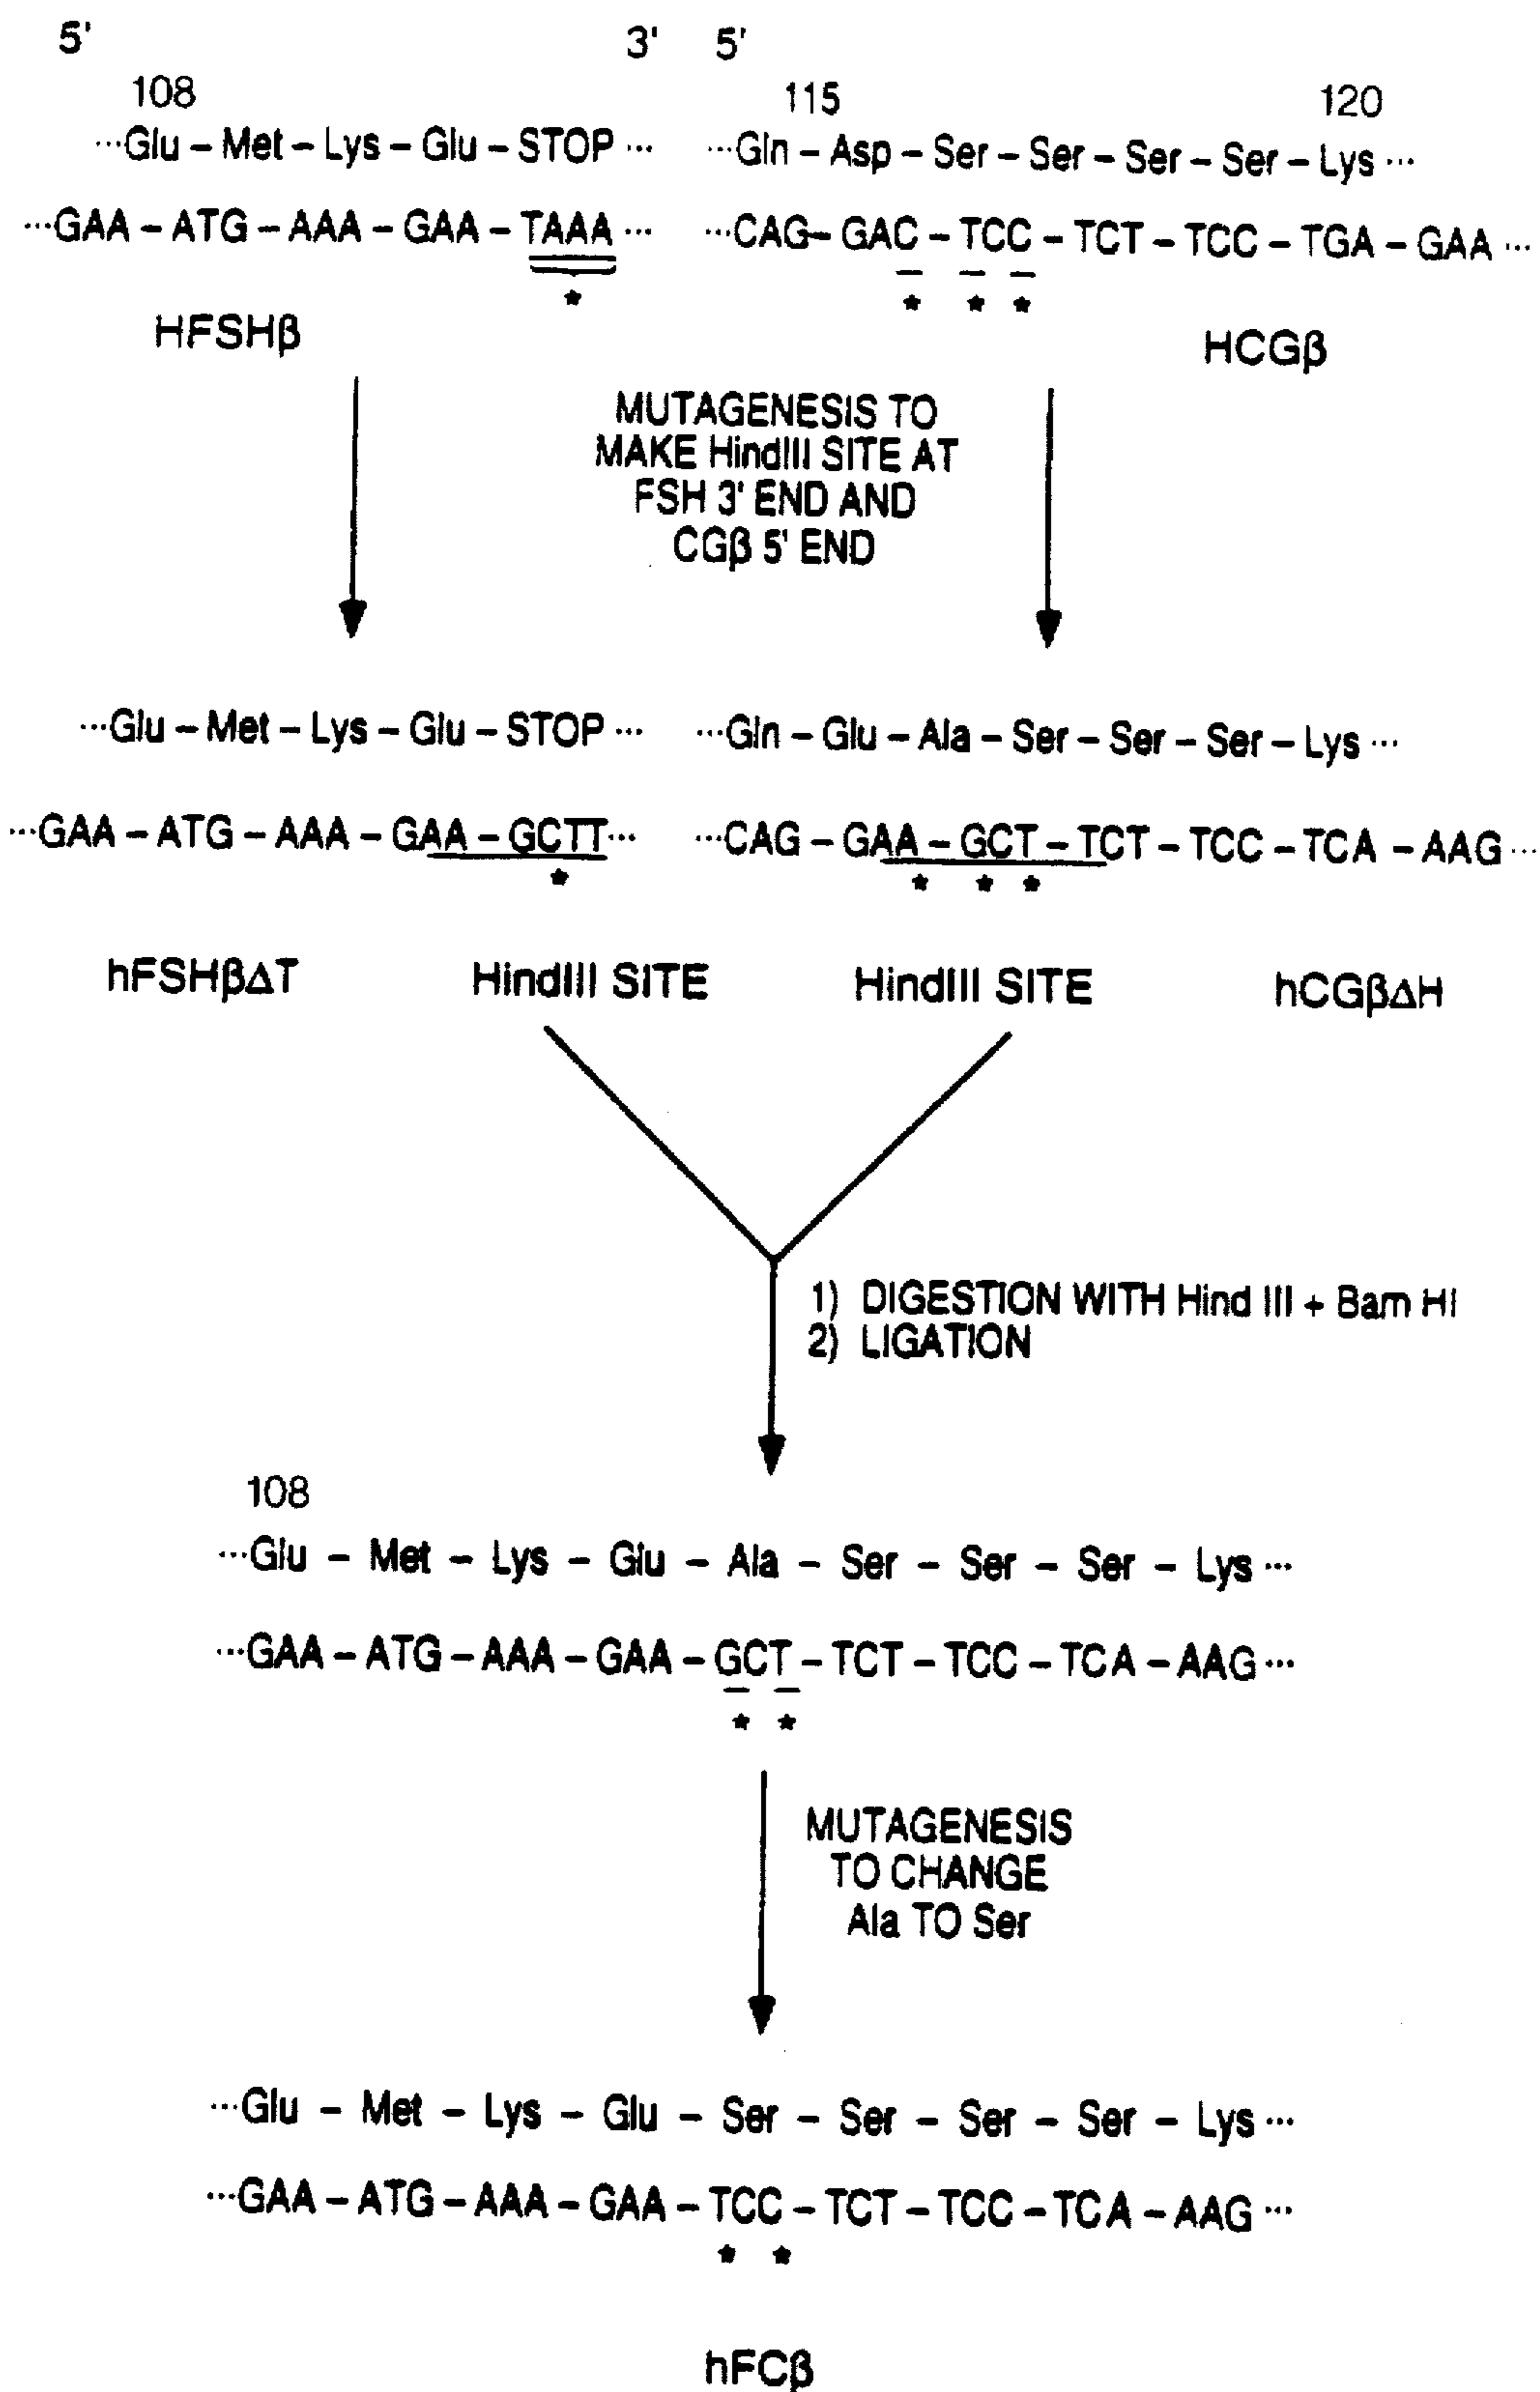 5' 3' 5'
108 115 120
···Glu – Met – Lys – Glu – STOP ··· ···Gln – Asp – Ser – Ser – Ser – Ser – Lys ···
···GAA – ATG – AAA – GAA – TAAA ··· ···CAG– GAC – TCC – TCT – TCC – TGA – GAA ···
* * * *
HFSHβ HCGβ
MUTAGENESIS TO
MAKE HindIII SITE AT
FSH 3' END AND
CGβ 5' END
···Glu – Met – Lys – Glu – STOP ··· ···Gln – Glu – Ala – Ser – Ser – Ser – Lys ···
···GAA – ATG – AAA – GAA – GCTT··· ···CAG – GAA – GCT – TCT – TCC – TCA – AAG ···
* * * *
hFSHβΔT HindIII SITE HindIII SITE hCGβΔH
1) DIGESTION WITH Hind III + Bam HI
2) LIGATION
108
···Glu – Met – Lys – Glu – Ala – Ser – Ser – Ser – Lys ···
···GAA – ATG – AAA – GAA – GCT – TCT – TCC – TCA – AAG ···
* *
MUTAGENESIS
TO CHANGE
Ala TO Ser
···Glu – Met – Lys – Glu – Ser – Ser – Ser – Ser – Lys ···
···GAA – ATG – AAA – GAA – TCC – TCT – TCC – TCA – AAG ···
* *
hFCβ